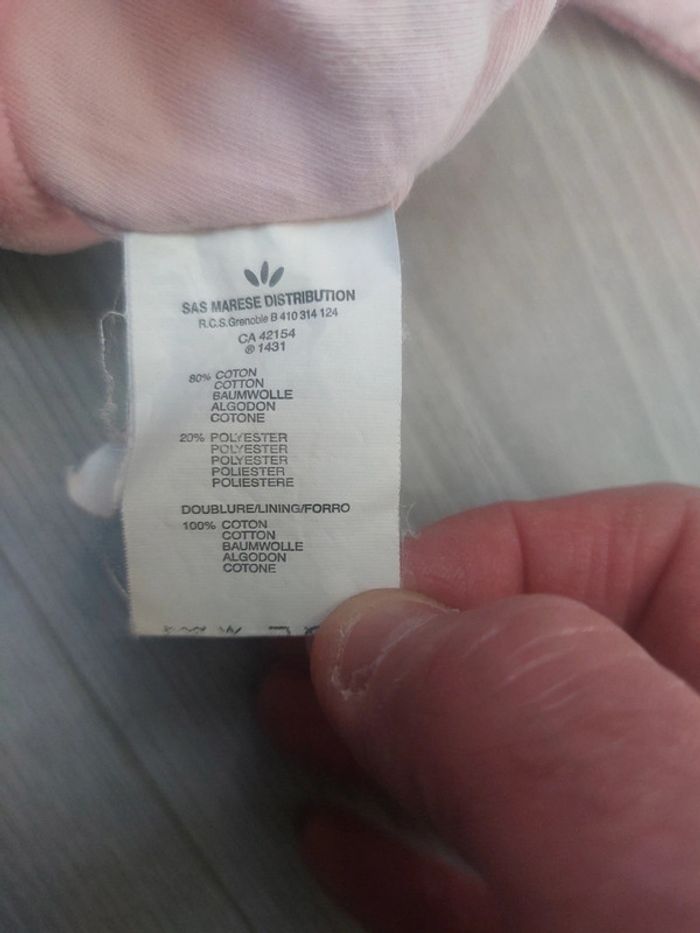 SAS MARESE DISTRIBUTION
R.C.S.Grenoble B 410 314 124
CA 42154
® 1431
80% COTON
COTTON
BAUMWOLLE
ALGODON
COTONE
20% POLYESTER
POLYESTER
POLYESTER
POLIESTER
POLIESTERE
DOUBLURE/LINING/FORRO
100% COTON
COTTON
BAUMWOLLE
ALGODON
COTONE